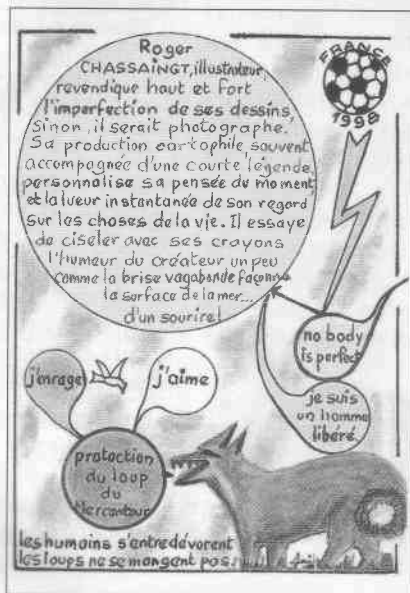 Roger
CHASSAINGT, illustrateur,
revendique haut et fort
l'imperfection de ses dessins.
Sinon, il serait photographe.
Sa production cartophile, souvent
accompagnée d'une courte légende,
personnalise sa pensée du moment
et la lueur instantanée de son regard
sur les choses de la vie. Il essaye
de ciseler avec ses crayons
l'humeur du créateur un peu
comme la brise vagabonde façonne
la surface de la mer...
d'un sourire!
FRANCE
1998
no body
is perfect
je suis
un homme
libéré.
j'enrage
j'aime
protection
du loup
du
Mercantour
les humains s'entredévorent
les loups ne se mangent pas